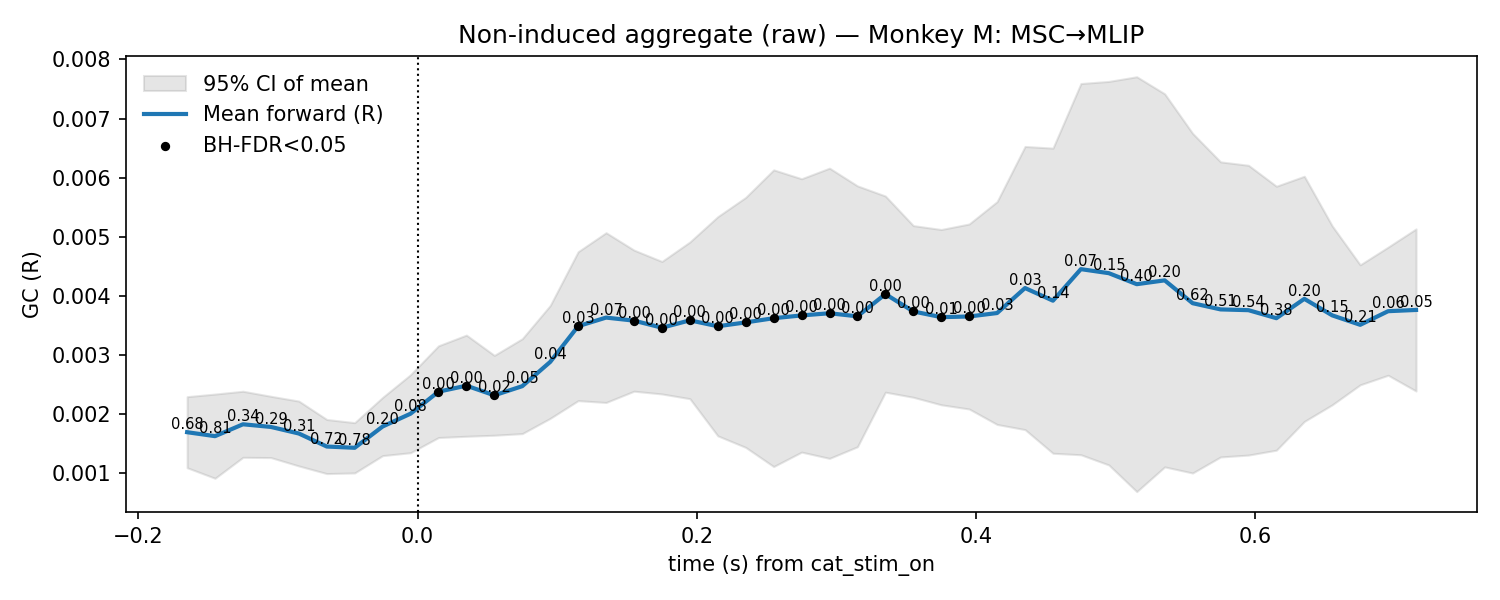 Non-induced aggregate (raw) — Monkey M: MSC→MLIP
0.008
0.007
0.006
0.005
0.004
0.003
0.002
0.001
GC (R)
95% CI of mean
Mean forward (R)
BH-FDR<0.05
0.68 0.81 0.34 0.29 0.31 0.72 0.78 0.20 0.08 0.00 0.00 0.02 0.05 0.04 0.03 0.07 0.00 0.00 0.00 0.00 0.00 0.00 0.00 0.00 0.00 0.00 0.00 0.01 0.00 0.03 0.03 0.14 0.07 0.15 0.40 0.20 0.62 0.51 0.54 0.38 0.20 0.15 0.21 0.06 0.05
−0.2 0.0 0.2 0.4 0.6
time (s) from cat_stim_on